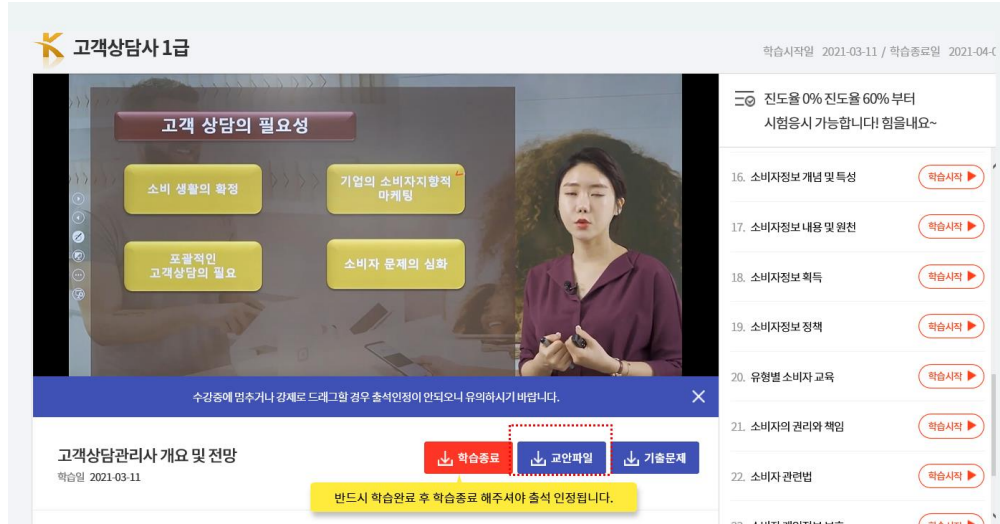 고객상담사 1급
학습시작일 2021-03-11 / 학습종료일 2021-04-0
고객 상담의 필요성
소비 생활의 확정
기업의 소비자지향적
마케팅
포괄적인
고객상담의 필요
소비자 문제의 심화
수강중에 멈추거나 강제로 드래그할 경우 출석인정이 안되오니 유의하시기 바랍니다.
고객상담관리사 개요 및 전망
학습일 2021-03-11
학습종료
교안파일
기출문제
반드시 학습완료 후 학습종료 해주셔야 출석 인정됩니다.
진도율 0% 진도율 60% 부터
시험응시 가능합니다! 힘을내요~
16. 소비자정보 개념 및 특성 학습시작
17. 소비자정보 내용 및 원천 학습시작
18. 소비자정보 획득 학습시작
19. 소비자정보 정책 학습시작
20. 유형별 소비자 교육 학습시작
21. 소비자의 권리와 책임 학습시작
22. 소비자 관련법 학습시작